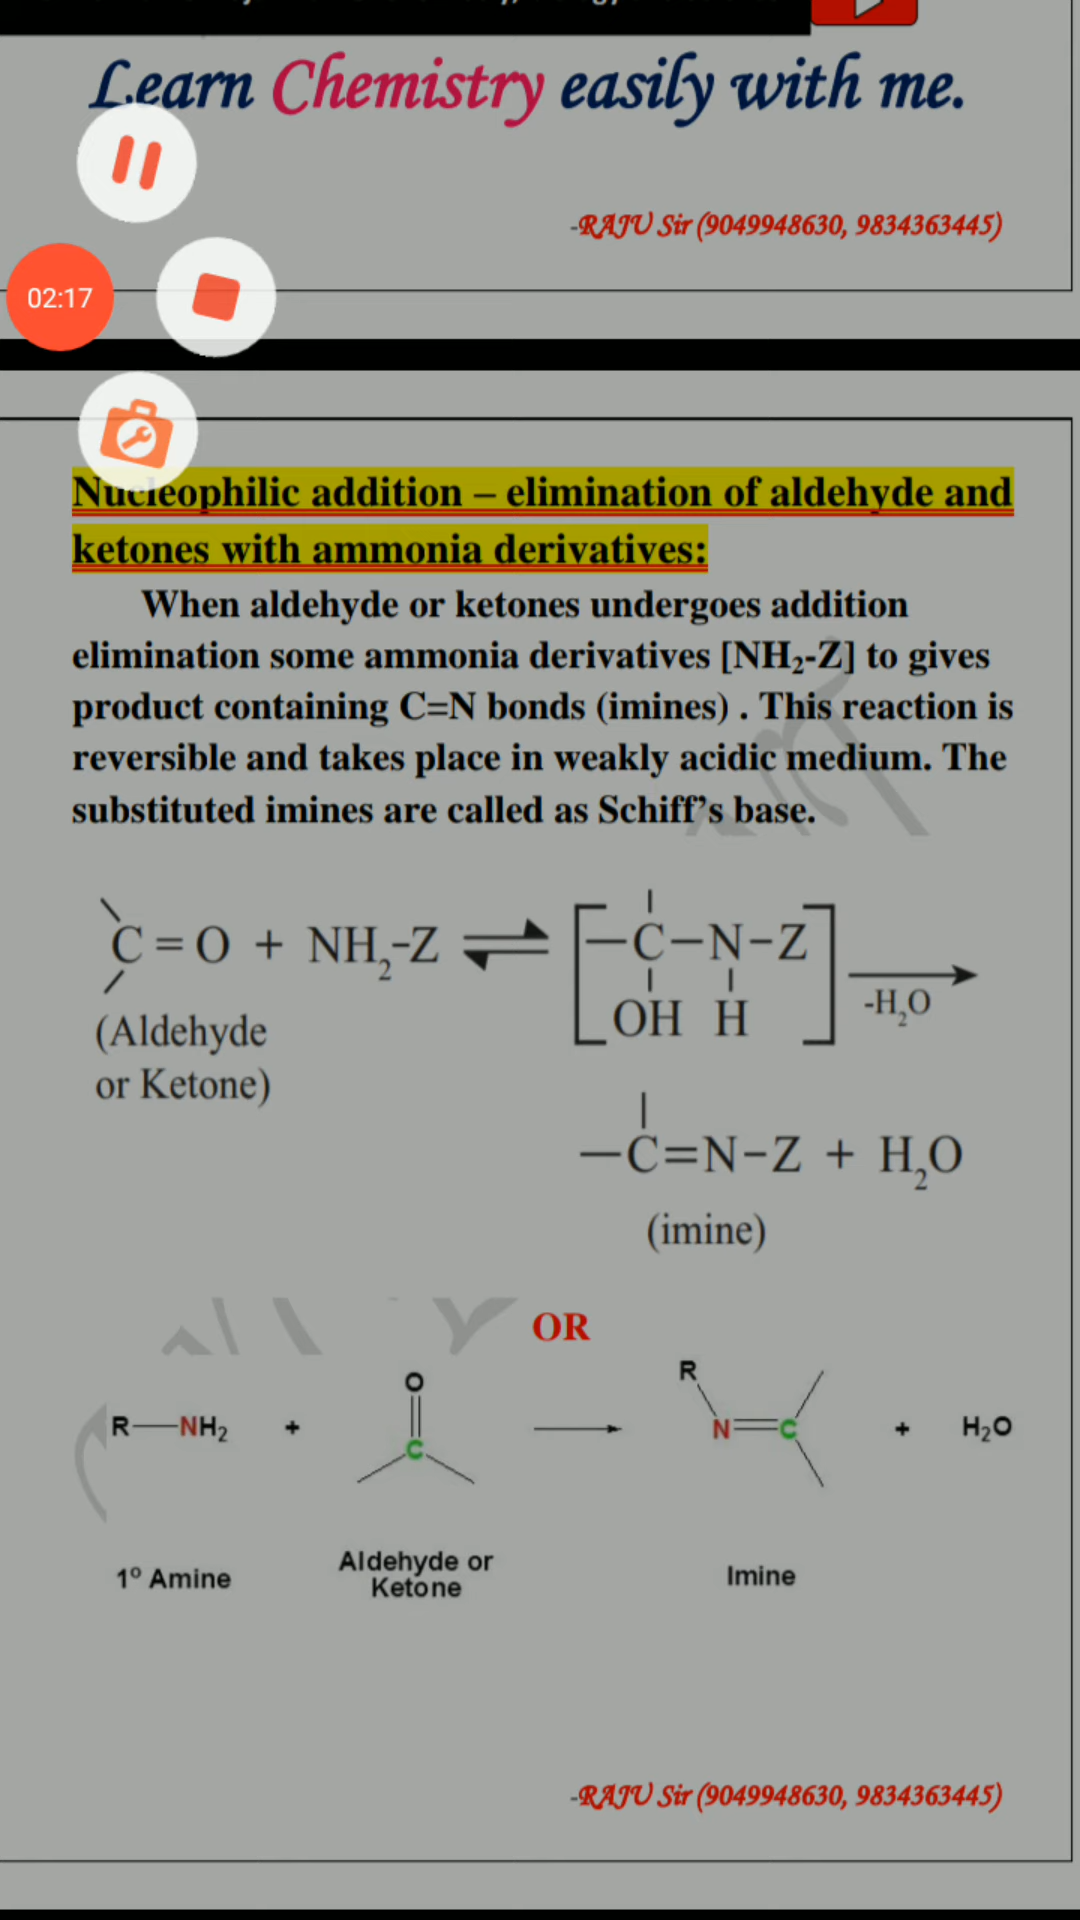 Learn Chemistry easily with me.
-RAJU Sir (9049948630, 9834363445)
02:17
Nucleophilic addition – elimination of aldehyde and
ketones with ammonia derivatives:
When aldehyde or ketones undergoes addition
elimination some ammonia derivatives [NH₂-Z] to gives
product containing C=N bonds (imines) . This reaction is
reversible and takes place in weakly acidic medium. The
substituted imines are called as Schiff's base.
C = O + NH₂-Z ⇌ [–C–N–Z]
OH H
-H₂O
(Aldehyde
or Ketone)
–C=N–Z + H₂O
(imine)
OR
R—NH₂ + O=C → R N=C + H₂O
1º Amine
Aldehyde or
Ketone
Imine
-RAJU Sir (9049948630, 9834363445)